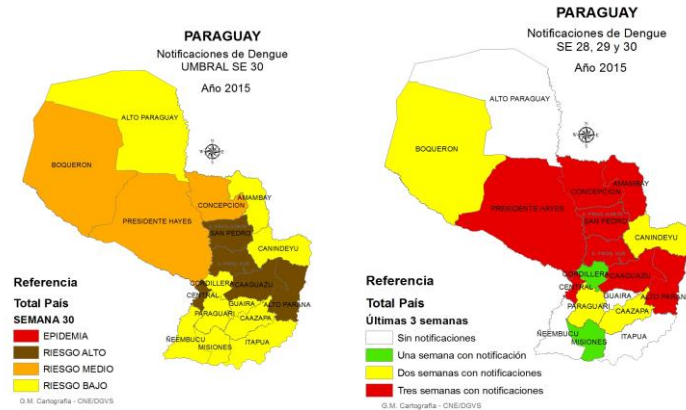 PARAGUAY
Notificaciones de Dengue
UMBRAL SE 30
Año 2015
ALTO PARAGUAY
BOQUERON
PRESIDENTE HAYES
CONCEPCION
AMAMBAY
SAN PEDRO
CANINDEYU
CORDILLERA
CENTRAL
CAAGUAZU
ALTO PARANA
GUAIRA
PARAGUARI
CAAZAPA
ÑEEMBUCU
MISIONES
ITAPUA
Referencia
Total País
SEMANA 30
EPIDEMIA
RIESGO ALTO
RIESGO MEDIO
RIESGO BAJO
G.M. Cartografia - CNE/DGVS
PARAGUAY
Notificaciones de Dengue
SE 28, 29 y 30
Año 2015
ALTO PARAGUAY
BOQUERON
PRESIDENTE HAYES
CONCEPCION
AMAMBAY
SAN PEDRO
CANINDEYU
CORDILLERA
CENTRAL
CAAGUAZU
ALTO PARANA
GUAIRA
PARAGUARI
CAAZAPA
ÑEEMBUCU
MISIONES
ITAPUA
Referencia
Total País
Últimas 3 semanas
Sin notificaciones
Una semana con notificación
Dos semanas con notificaciones
Tres semanas con notificaciones
G.M. Cartografia - CNE/DGVS